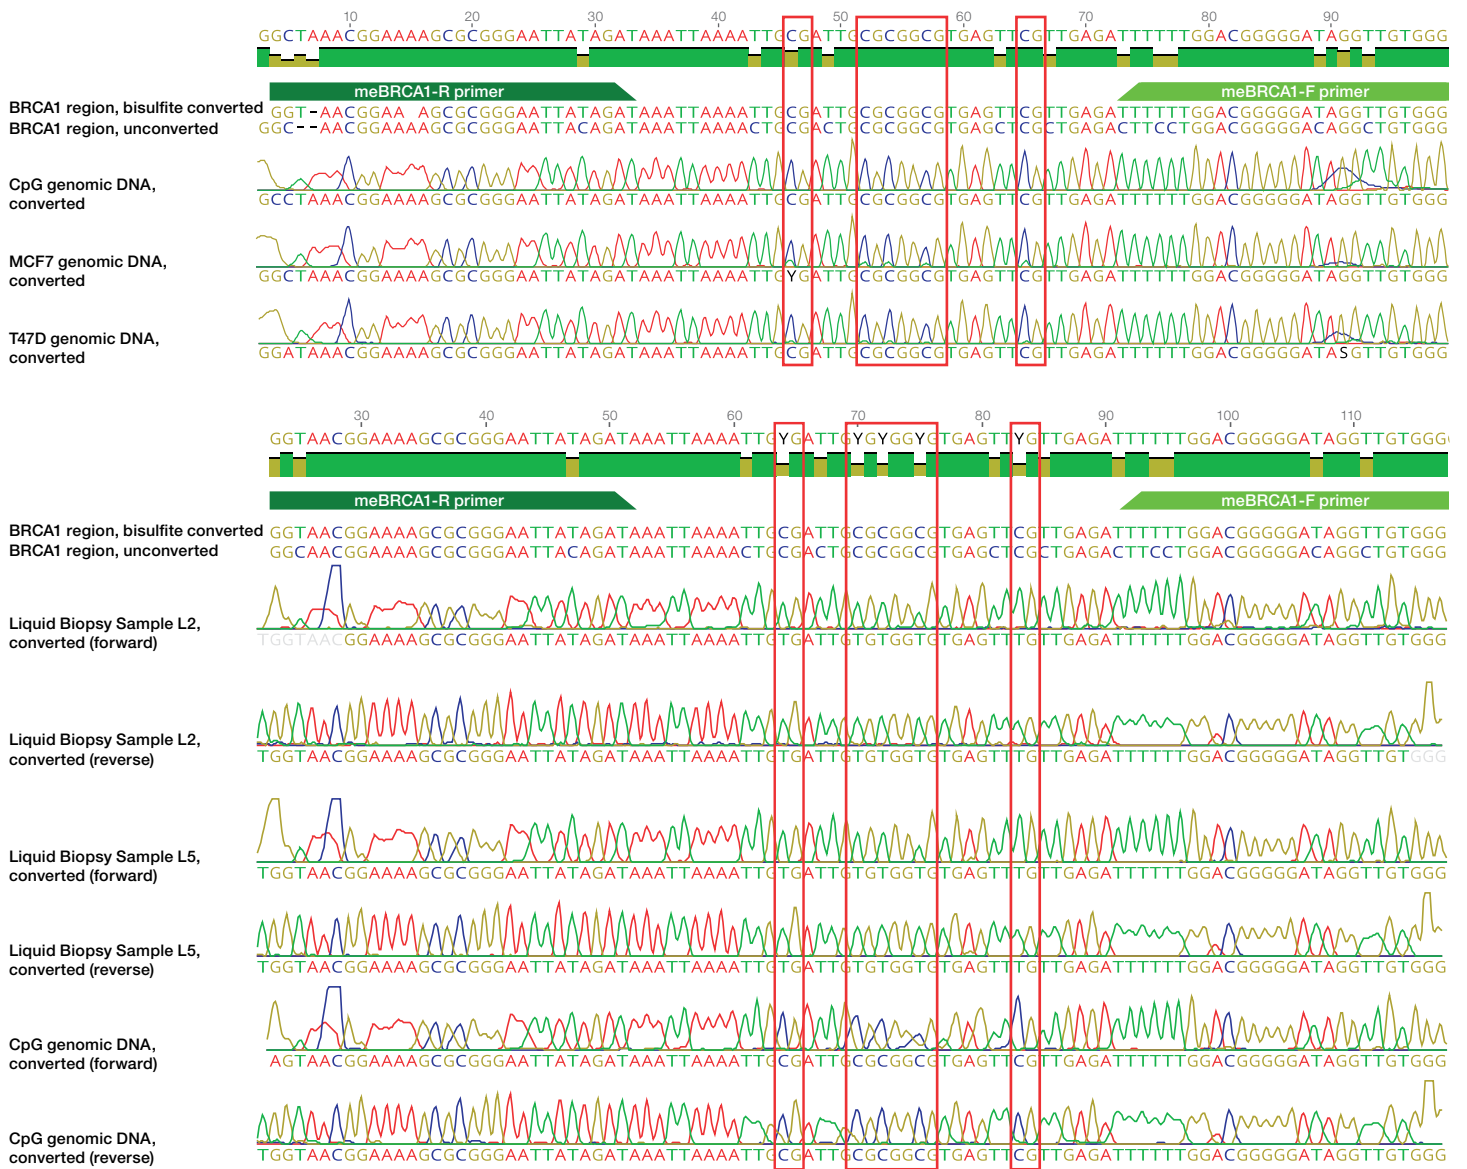 10 20 30 40 50 60 70 80 90
GGCTAAACGGAAAAGCGCGGGAATTATAGATAAATTAAAATTGCGATTGCGCGGCGTGAGTTCGTTGAGATTTTTTGGACGGGGGATAGGTTGTGGG
meBRCA1-R primer meBRCA1-F primer
BRCA1 region, bisulfite converted GGT-AACGGAA AGCGCGGGAATTATAGATAAATTAAAATTGCGATTGCGCGGCGTGAGTTCGTTGAGATTTTTTGGACGGGGGATAGGTTGTGGG
BRCA1 region, unconverted GGC--AACGGAAAAGCGCGGGAATTACAGATAAATTAAAACTGCGACTGCGCGGCGTGAGCTCGCTGAGACTTCCTGGACGGGGGACAGGCTGTGGG
CpG genomic DNA,
converted
GCCTAAACGGAAAAGCGCGGGAATTATAGATAAATTAAAATTGCGATTGCGCGGCGTGAGTTCGTTGAGATTTTTTGGACGGGGGATAGGTTGTGGG
MCF7 genomic DNA,
converted
GGCTAAACGGAAAAGCGCGGGAATTATAGATAAATTAAAATTGYGATTGCGCGGCGTGAGTTCGTTGAGATTTTTTGGACGGGGGATAGGTTGTGGG
T47D genomic DNA,
converted
GGATAAACGGAAAAGCGCGGGAATTATAGATAAATTAAAATTGCGATTGCGCGGCGTGAGTTCGTTGAGATTTTTTGGACGGGGGATASGTTGTGGG
30 40 50 60 70 80 90 100 110
GGTAACGGAAAAGCGCGGGAATTATAGATAAATTAAAATTGYGATTGYGYGGYGTGAGTTYGTTGAGATTTTTTGGACGGGGGATAGGTTGTGGG
meBRCA1-R primer meBRCA1-F primer
BRCA1 region, bisulfite converted GGTAACGGAAAAGCGCGGGAATTATAGATAAATTAAAATTGCGATTGCGCGGCGTGAGTTCGTTGAGATTTTTTGGACGGGGGATAGGTTGTGGG
BRCA1 region, unconverted GGCAACGGAAAAGCGCGGGAATTACAGATAAATTAAAACTGCGACTGCGCGGCGTGAGCTCGCTGAGACTTCCTGGACGGGGGACAGGCTGTGGG
Liquid Biopsy Sample L2,
converted (forward)
TGGTAACGGAAAAGCGCGGGAATTATAGATAAATTAAAATTGTGATTGTGTGGTGTGAGTTTGTTGAGATTTTTTGGACGGGGGATAGGTTGTGGG
Liquid Biopsy Sample L2,
converted (reverse)
TGGTAACGGAAAAGCGCGGGAATTATAGATAAATTAAAATTGTGATTGTGTGGTGTGAGTTTGTTGAGATTTTTTGGACGGGGGATAGGTTGTGGG
Liquid Biopsy Sample L5,
converted (forward)
TGGTAACGGAAAAGCGCGGGAATTATAGATAAATTAAAATTGTGATTGTGTGGTGTGAGTTTGTTGAGATTTTTTGGACGGGGGATAGGTTGTGGG
Liquid Biopsy Sample L5,
converted (reverse)
TGGTAACGGAAAAGCGCGGGAATTATAGATAAATTAAAATTGTGATTGTGTGGTGTGAGTTTGTTGAGATTTTTTGGACGGGGGATAGGTTGTGGG
CpG genomic DNA,
converted (forward)
AGTAACGGAAAAGCGCGGGAATTATAGATAAATTAAAATTGCGATTGCGCGGCGTGAGTTCGTTGAGATTTTTTGGACGGGGGATAGGTTGTGGG
CpG genomic DNA,
converted (reverse)
TGGTAACGGAAAAGCGCGGGAATTATAGATAAATTAAAATTGCGATTGCGCGGCGTGAGTTCGTTGAGATTTTTTGGACGGGGGATAGGTTGTGGG